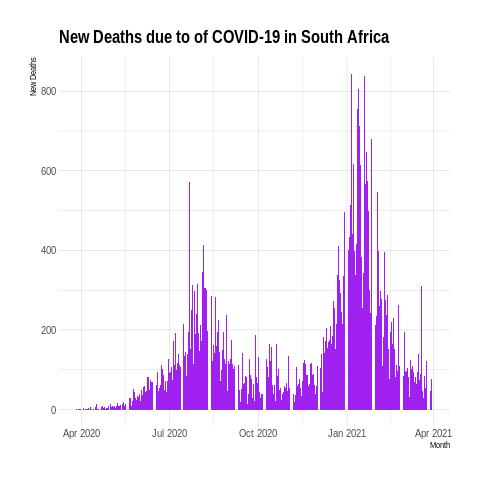 New Deaths due to of COVID-19 in South Africa
New Deaths
800
600
400
200
0
Apr 2020 Jul 2020 Oct 2020 Jan 2021 Apr 2021
Month